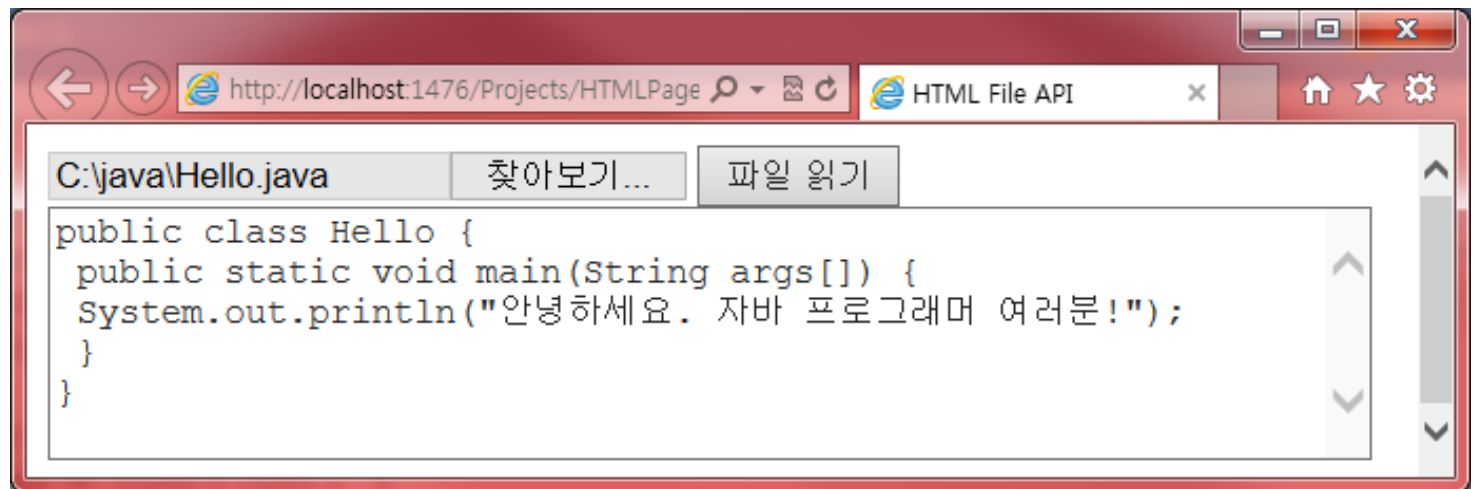 http://localhost:1476/Projects/HTMLPage
HTML File API
C:\java\Hello.java 찾아보기... 파일 읽기
public class Hello {
public static void main(String args[]) {
System.out.println("안녕하세요. 자바 프로그래머 여러분!");
}
}